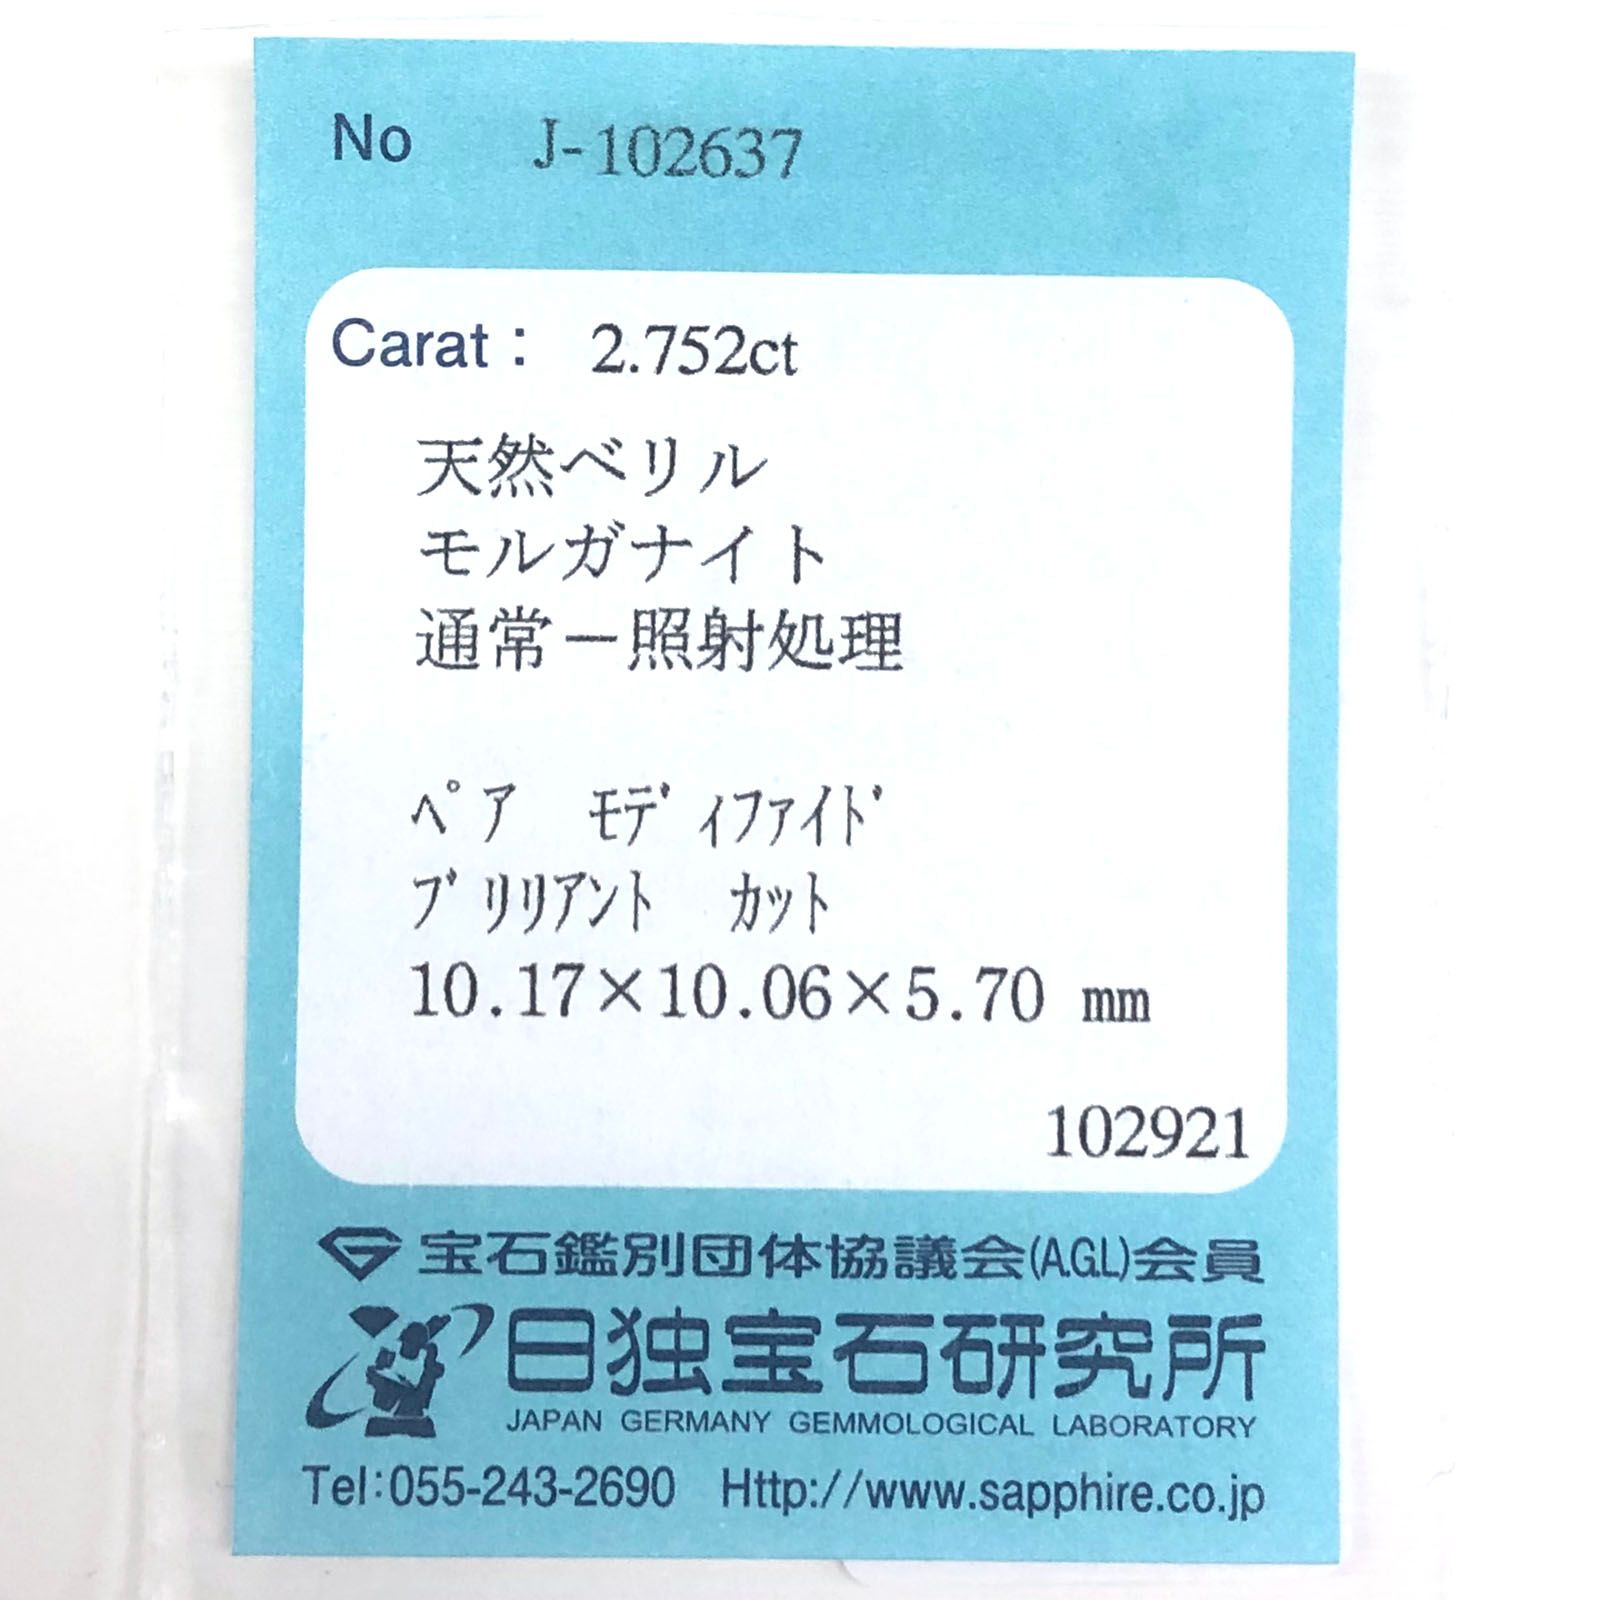 No J-102637
Carat： 2.752ct
天然ベリル
モルガナイト
通常－照射処理
ﾍﾟｱ ﾓﾃﾞｨﾌｧｲﾄﾞ
ﾌﾞﾘﾘｱﾝﾄ ｶｯﾄ
10.17×10.06×5.70 mm
102921
宝石鑑別団体協議会(A.G.L)会員
日独宝石研究所
JAPAN GERMANY GEMMOLOGICAL LABORATORY
Tel:055-243-2690 Http://www.sapphire.co.jp